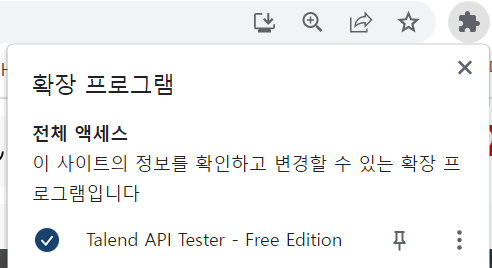 확장 프로그램
전체 액세스
이 사이트의 정보를 확인하고 변경할 수 있는 확장 프
로그램입니다
Talend API Tester - Free Edition